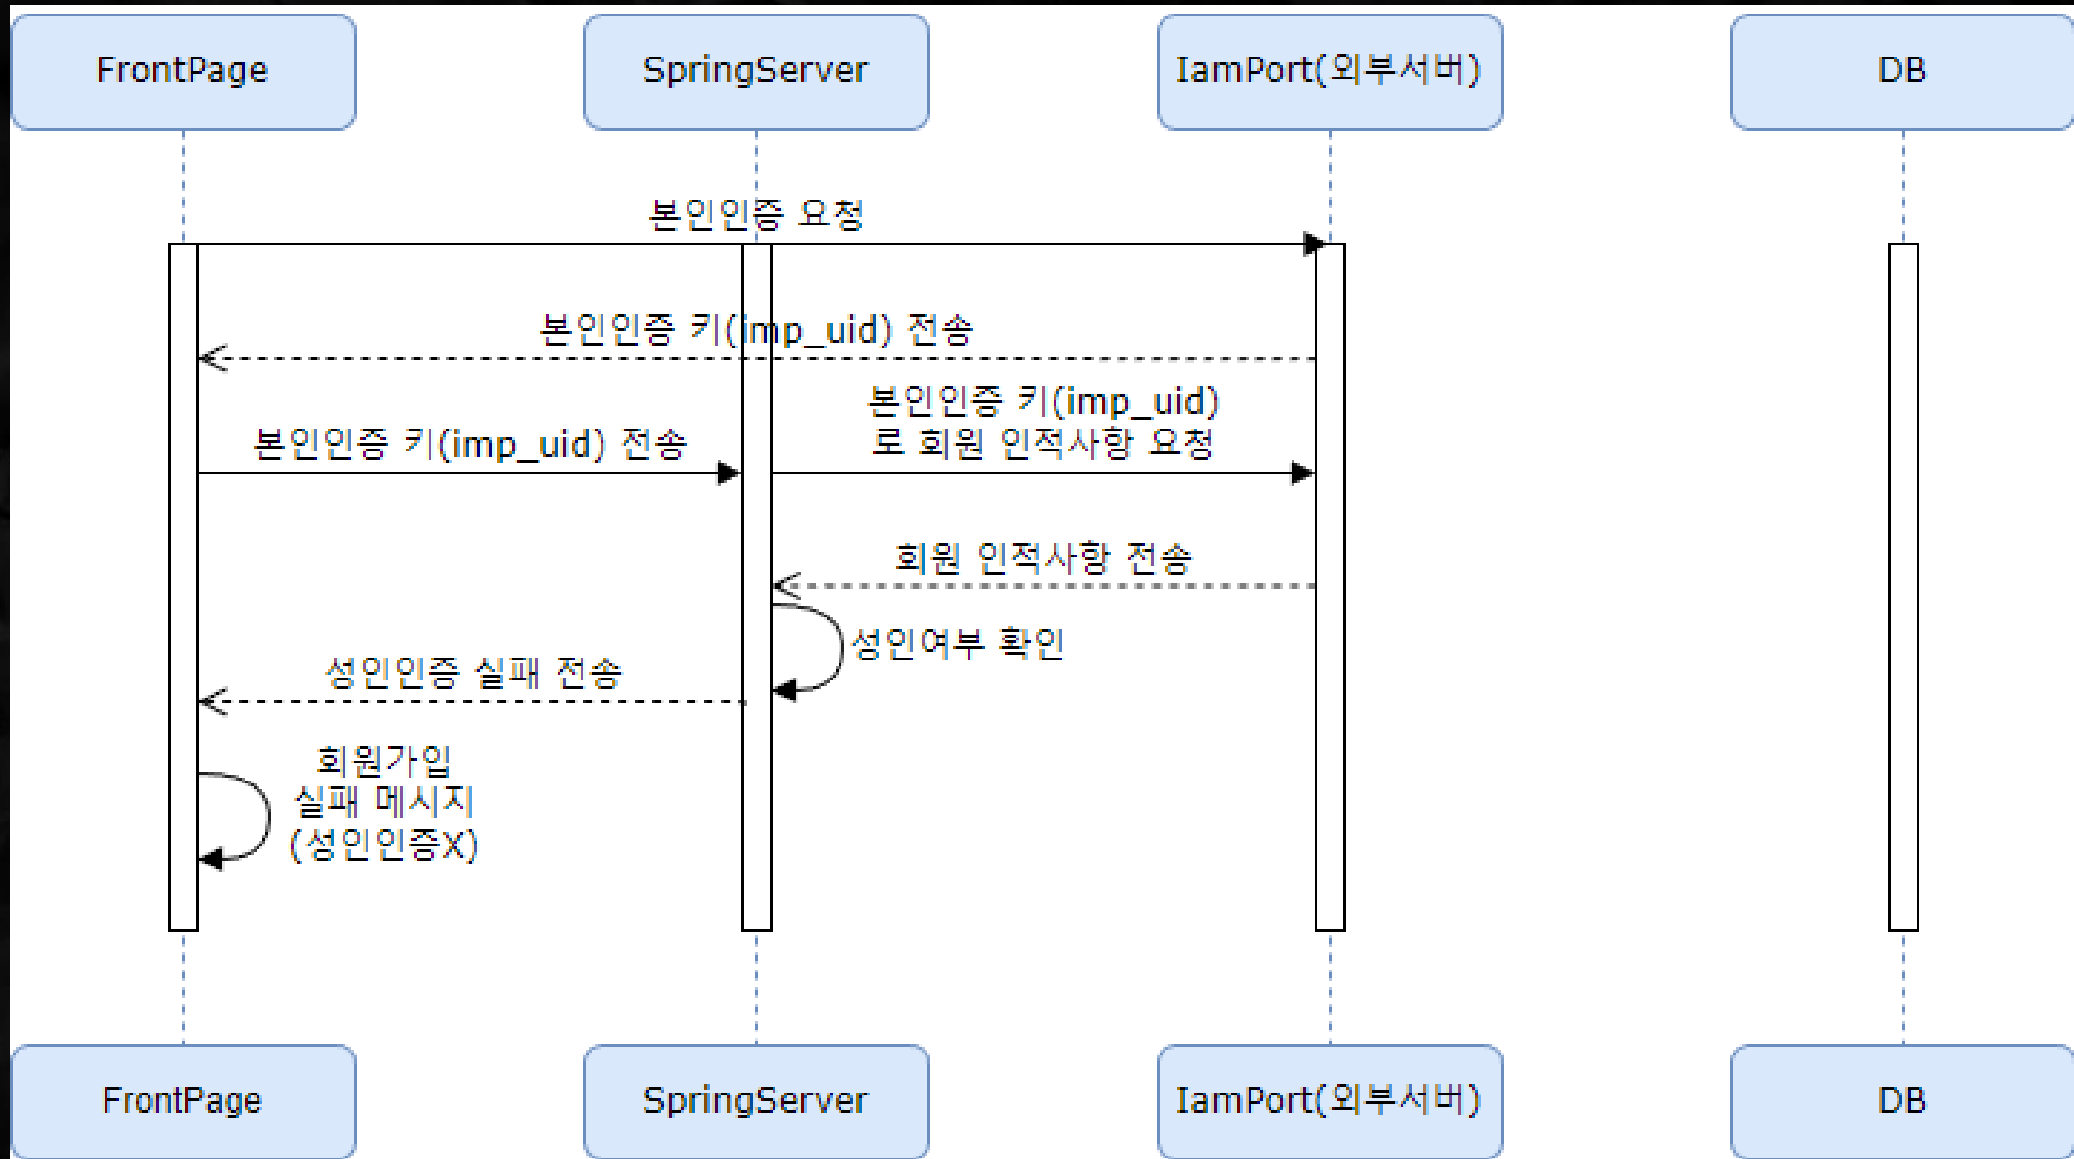 FrontPage
SpringServer
IamPort(외부서버)
DB
본인인증 요청
본인인증 키(imp_uid) 전송
본인인증 키(imp_uid)
로 회원 인적사항 요청
본인인증 키(imp_uid) 전송
회원 인적사항 전송
성인여부 확인
성인인증 실패 전송
회원가입
실패 메시지
(성인인증X)
FrontPage
SpringServer
IamPort(외부서버)
DB